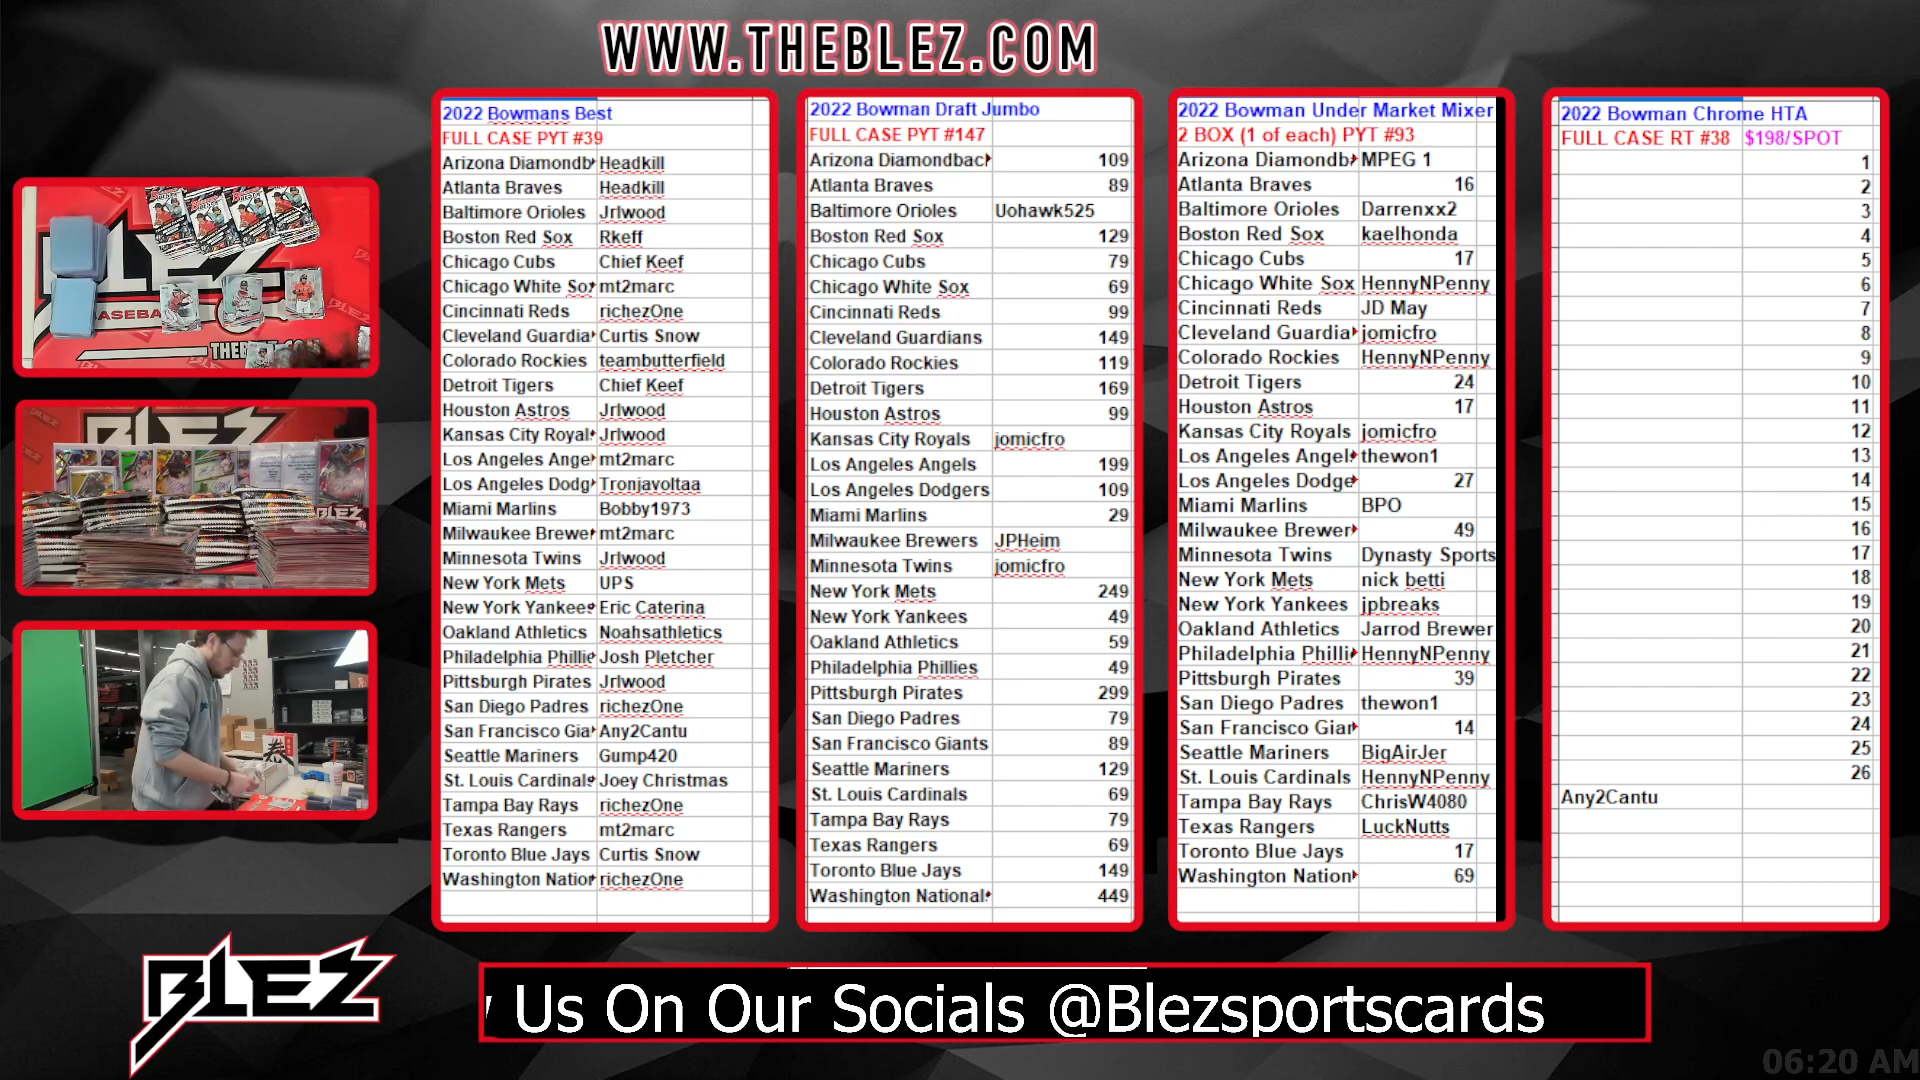 WWW.THEBLEZ.COM
2022 Bowmans Best
FULL CASE PYT #39
Arizona Diamondb Headkill
Atlanta Braves Headkill
Baltimore Orioles Jrlwood
Boston Red Sox Rkeff
Chicago Cubs Chief Keef
Chicago White Sox mt2marc
Cincinnati Reds richezOne
Cleveland Guardia Curtis Snow
Colorado Rockies teambutterfield
Detroit Tigers Chief Keef
Houston Astros Jrlwood
Kansas City Royal Jrlwood
Los Angeles Ange mt2marc
Los Angeles Dodg Tronjavoltaa
Miami Marlins Bobby1973
Milwaukee Brewer mt2marc
Minnesota Twins Jrlwood
New York Mets UPS
New York Yankees Eric Caterina
Oakland Athletics Noahsathletics
Philadelphia Phillie Josh Pletcher
Pittsburgh Pirates Jrlwood
San Diego Padres richezOne
San Francisco Gia Any2Cantu
Seattle Mariners Gump420
St. Louis Cardinals Joey Christmas
Tampa Bay Rays richezOne
Texas Rangers mt2marc
Toronto Blue Jays Curtis Snow
Washington Nation richezOne
2022 Bowman Draft Jumbo
FULL CASE PYT #147
Arizona Diamondback 109
Atlanta Braves 89
Baltimore Orioles Uohawk525
Boston Red Sox 129
Chicago Cubs 79
Chicago White Sox 69
Cincinnati Reds 99
Cleveland Guardians 149
Colorado Rockies 119
Detroit Tigers 169
Houston Astros 99
Kansas City Royals jomicfro
Los Angeles Angels 199
Los Angeles Dodgers 109
Miami Marlins 29
Milwaukee Brewers JPHeim
Minnesota Twins jomicfro
New York Mets 249
New York Yankees 49
Oakland Athletics 59
Philadelphia Phillies 49
Pittsburgh Pirates 299
San Diego Padres 79
San Francisco Giants 89
Seattle Mariners 129
St. Louis Cardinals 69
Tampa Bay Rays 79
Texas Rangers 69
Toronto Blue Jays 149
Washington National 449
2022 Bowman Under Market Mixer
2 BOX (1 of each) PYT #93
Arizona Diamondba MPEG 1
Atlanta Braves 16
Baltimore Orioles Darrenxx2
Boston Red Sox kaelhonda
Chicago Cubs 17
Chicago White Sox HennyNPenny
Cincinnati Reds JD May
Cleveland Guardia jomicfro
Colorado Rockies HennyNPenny
Detroit Tigers 24
Houston Astros 17
Kansas City Royals jomicfro
Los Angeles Angel thewon1
Los Angeles Dodge 27
Miami Marlins BPO
Milwaukee Brewer 49
Minnesota Twins Dynasty Sports
New York Mets nick betti
New York Yankees jpbreaks
Oakland Athletics Jarrod Brewer
Philadelphia Philli HennyNPenny
Pittsburgh Pirates 39
San Diego Padres thewon1
San Francisco Gian 14
Seattle Mariners BigAirJer
St. Louis Cardinals HennyNPenny
Tampa Bay Rays ChrisW4080
Texas Rangers LuckNutts
Toronto Blue Jays 17
Washington Nation 69
2022 Bowman Chrome HTA
FULL CASE RT #38 $198/SPOT
1
2
3
4
5
6
7
8
9
10
11
12
13
14
15
16
17
18
19
20
21
22
23
24
25
26
Any2Cantu
BLEZ
Us On Our Socials @Blezsportscards
06:20 AM